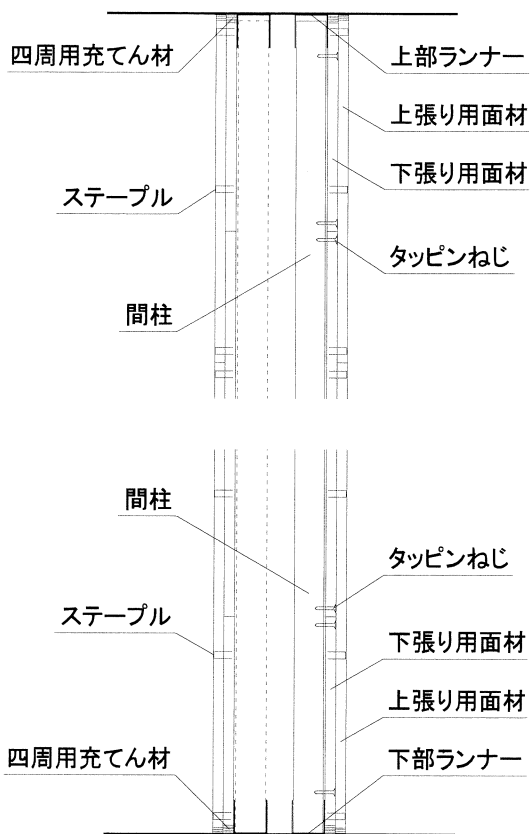 四周用充てん材
上部ランナー
上張り用面材
下張り用面材
ステープル
タッピンねじ
間柱
間柱
タッピンねじ
ステープル
下張り用面材
上張り用面材
四周用充てん材
下部ランナー